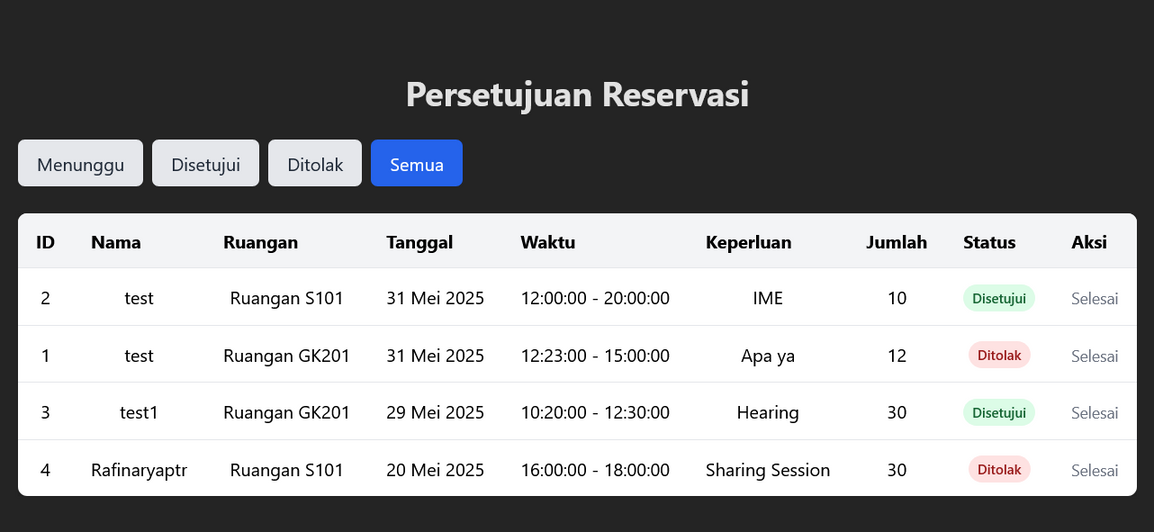 Persetujuan Reservasi
Menunggu Disetujui Ditolak Semua
ID Nama Ruangan Tanggal Waktu Keperluan Jumlah Status Aksi
2 test Ruangan S101 31 Mei 2025 12:00:00 - 20:00:00 IME 10 Disetujui Selesai
1 test Ruangan GK201 31 Mei 2025 12:23:00 - 15:00:00 Apa ya 12 Ditolak Selesai
3 test1 Ruangan GK201 29 Mei 2025 10:20:00 - 12:30:00 Hearing 30 Disetujui Selesai
4 Rafinaryaptr Ruangan S101 20 Mei 2025 16:00:00 - 18:00:00 Sharing Session 30 Ditolak Selesai